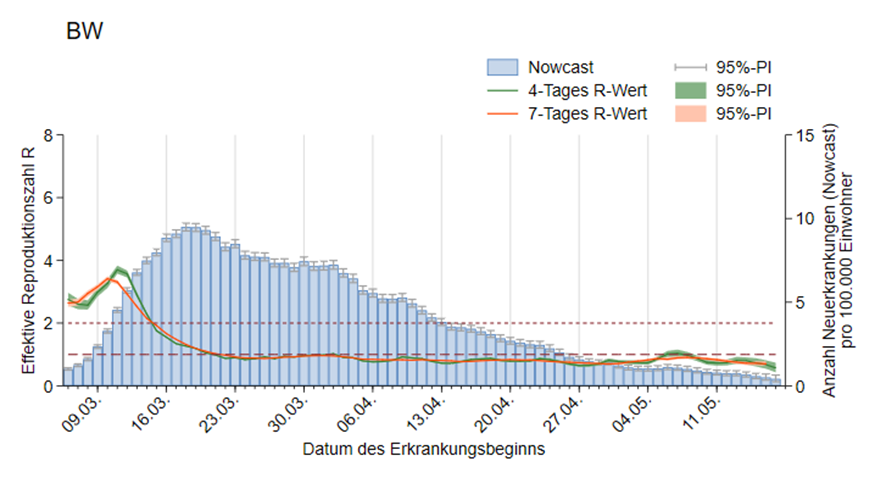 BW
Nowcast
95%-PI
4-Tages R-Wert
95%-PI
7-Tages R-Wert
95%-PI
Effektive Reproduktionszahl R
8
6
4
2
0
15
10
5
0
Anzahl Neuerkrankungen (Nowcast)
pro 100.000 Einwohner
09.03.
16.03.
23.03.
30.03.
06.04.
13.04.
20.04.
27.04.
04.05.
11.05.
Datum des Erkrankungsbeginns